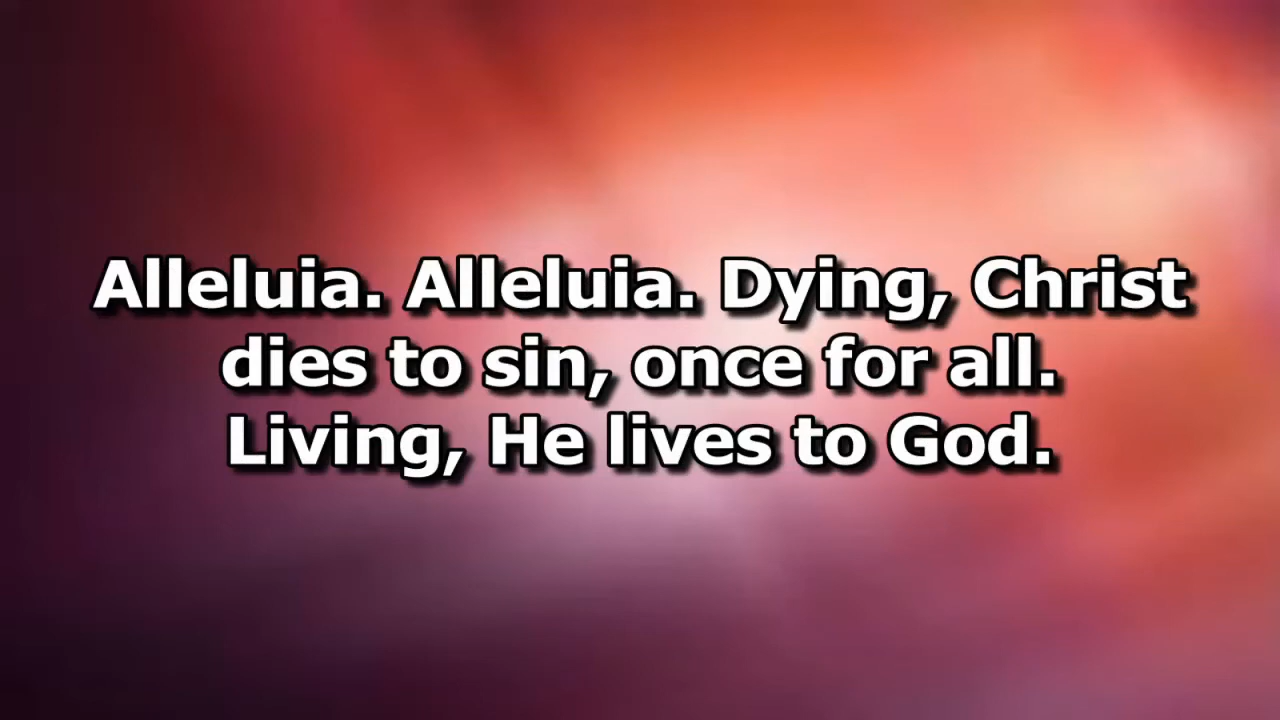 Alleluia. Alleluia. Dying, Christ
dies to sin, once for all.
Living, He lives to God.